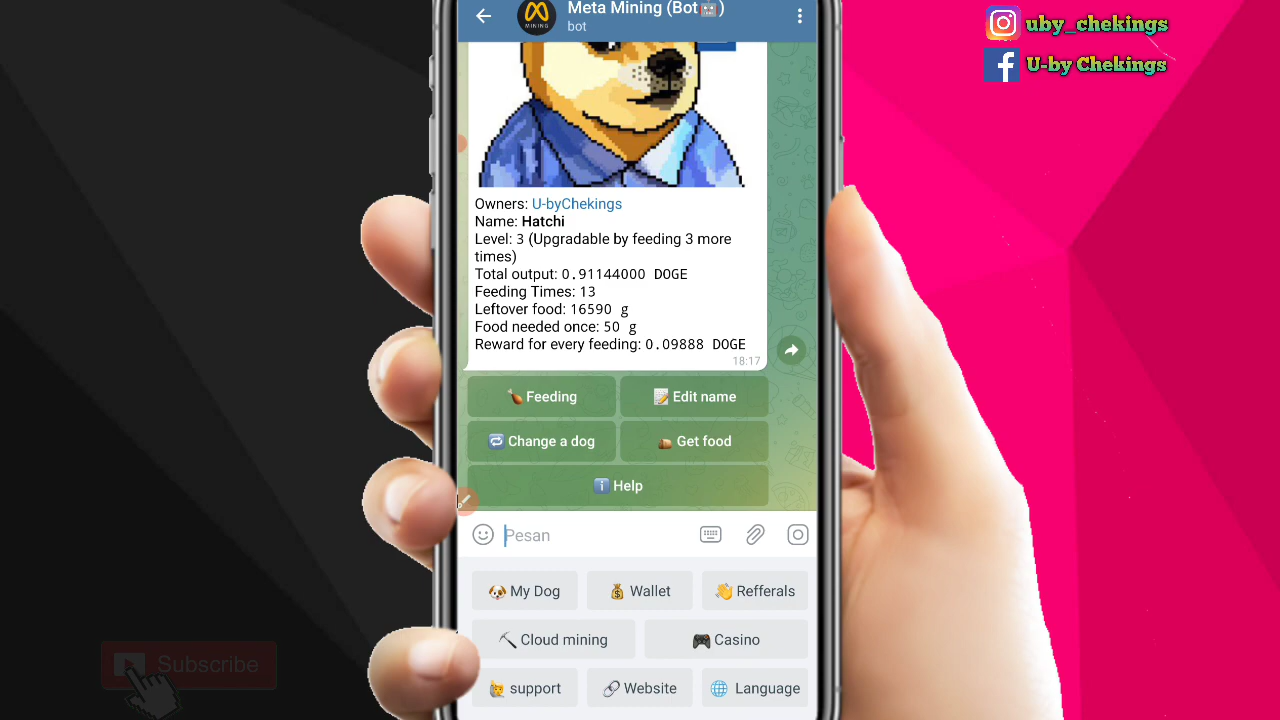 Meta Mining (Bot🤖)
bot
MINING
uby_chekings
U-by Chekings
Owners: U-byChekings
Name: Hatchi
Level: 3 (Upgradable by feeding 3 more
times)
Total output: 0.91144000 DOGE
Feeding Times: 13
Leftover food: 16590 g
Food needed once: 50 g
Reward for every feeding: 0.09888 DOGE
18:17
🍗 Feeding
📝 Edit name
🔁 Change a dog
Get food
ℹ️ Help
Pesan
🐶 My Dog
💰 Wallet
👋 Refferals
⛏ Cloud mining
🎮 Casino
🙋 support
🔗 Website
🌐 Language
Subscribe